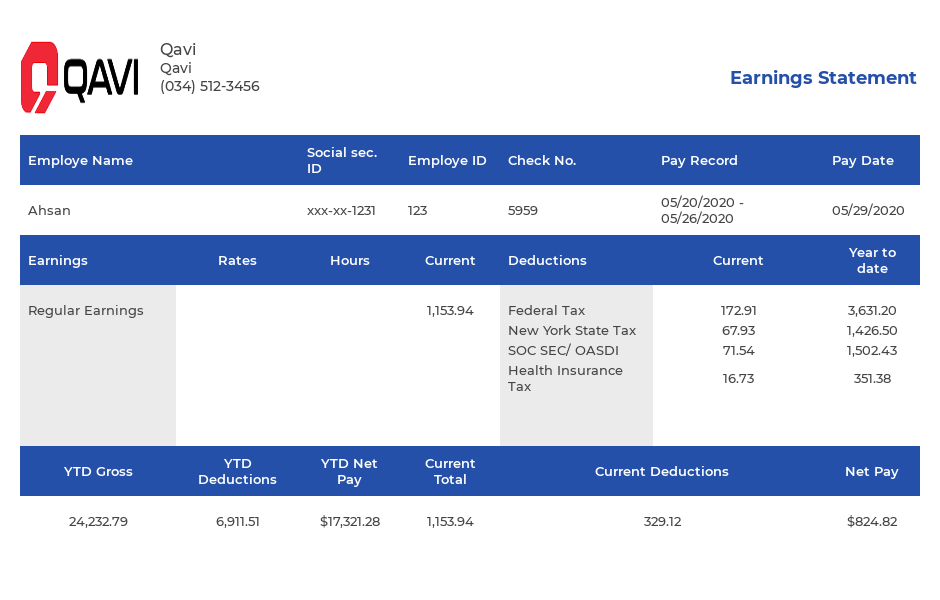 QAVI
Qavi
Qavi
(034) 512-3456
Earnings Statement
Employe Name Social sec. ID Employe ID Check No. Pay Record Pay Date
Ahsan xxx-xx-1231 123 5959 05/20/2020 - 05/26/2020 05/29/2020
Earnings Rates Hours Current Deductions Current Year to date
Regular Earnings 1,153.94 Federal Tax 172.91 3,631.20
New York State Tax 67.93 1,426.50
SOC SEC/ OASDI 71.54 1,502.43
Health Insurance Tax 16.73 351.38
YTD Gross YTD Deductions YTD Net Pay Current Total Current Deductions Net Pay
24,232.79 6,911.51 $17,321.28 1,153.94 329.12 $824.82